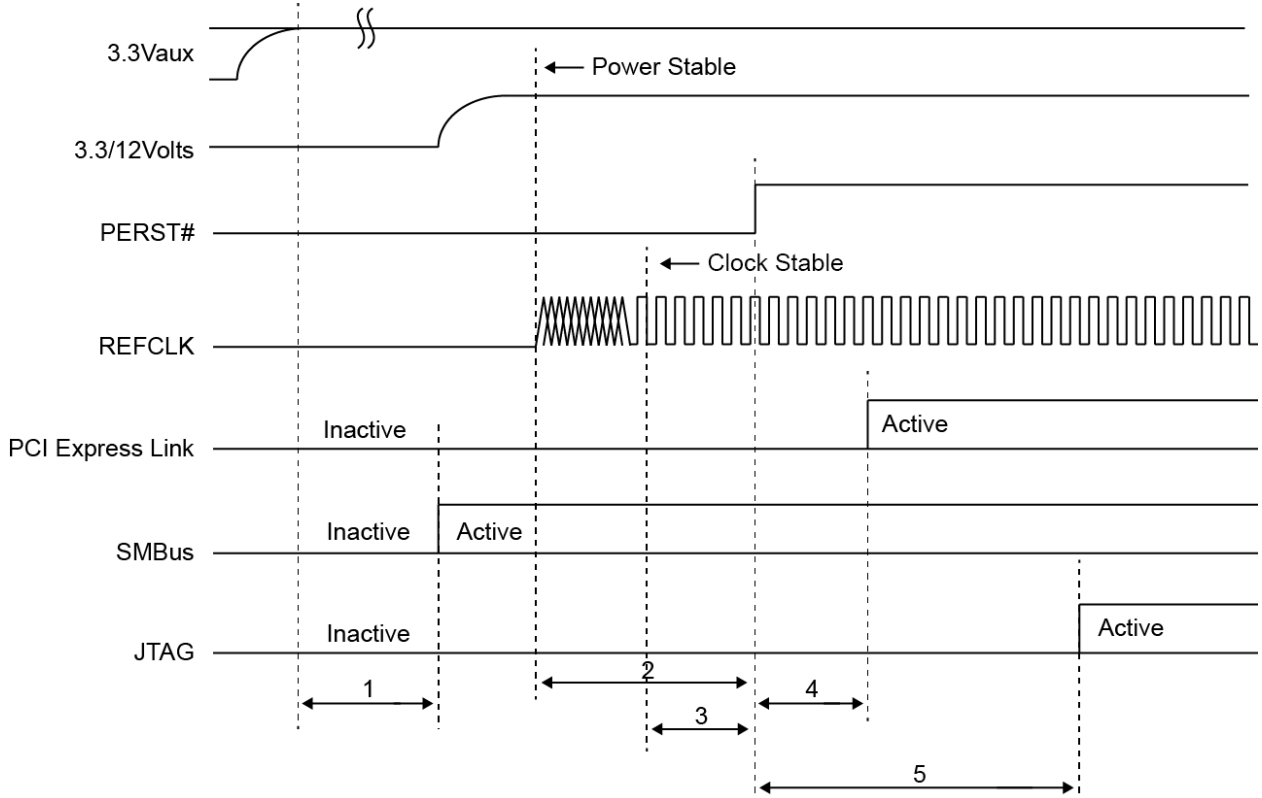 3.3Vaux
Power Stable
3.3/12Volts
PERST#
Clock Stable
REFCLK
Inactive
Active
PCI Express Link
Inactive
Active
SMBus
Inactive
Active
JTAG
1
2
4
3
5